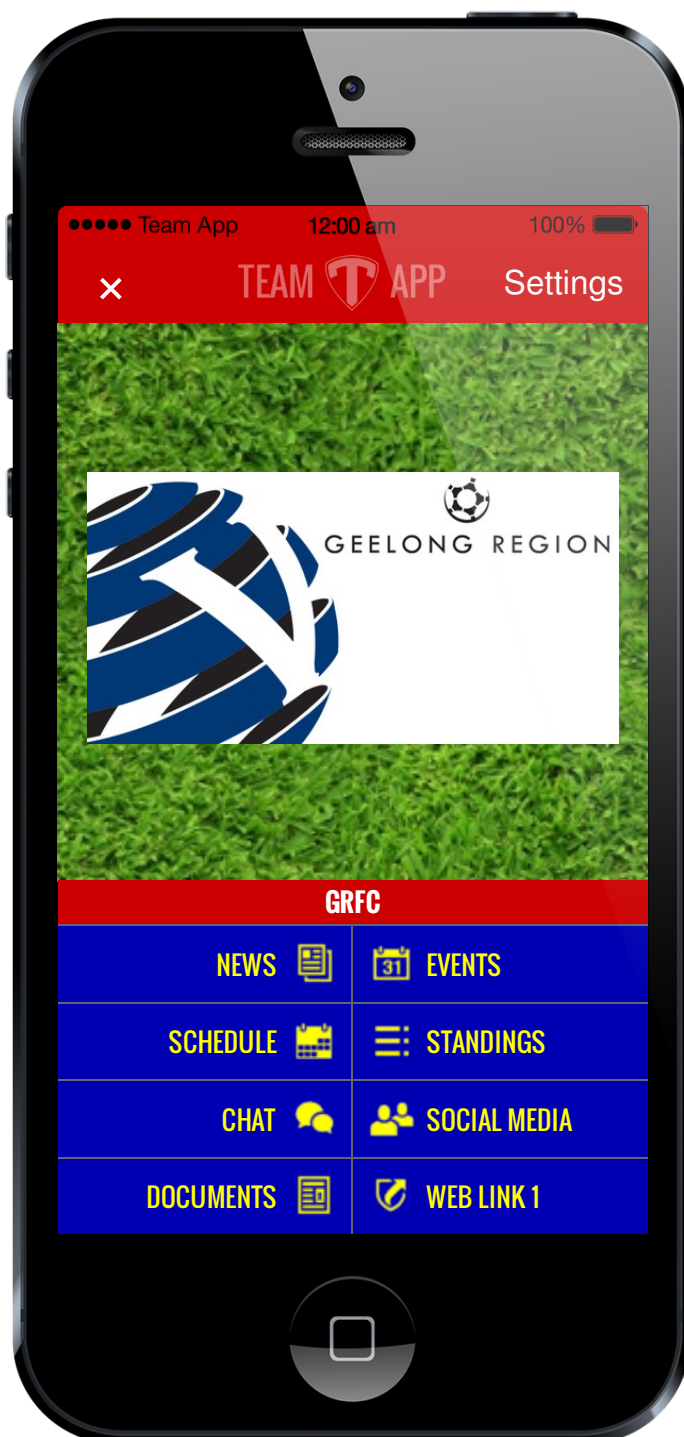 Team App 12:00 am 100%
× TEAM T APP Settings
GEELONG REGION
GRFC
NEWS 31 EVENTS
SCHEDULE STANDINGS
CHAT SOCIAL MEDIA
DOCUMENTS WEB LINK 1